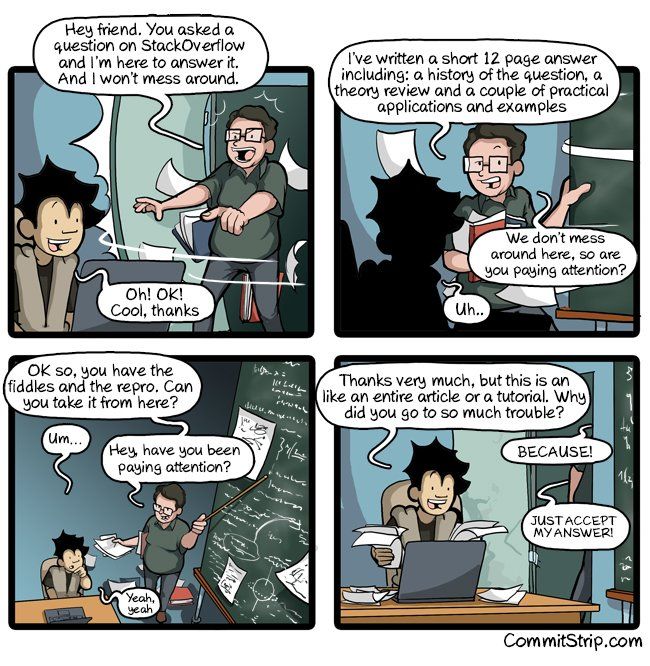 Hey friend. You asked a
question on StackOverflow
and I'm here to answer it.
And I won't mess around.
Oh! OK!
Cool, thanks
I've written a short 12 page answer
including: a history of the question, a
theory review and a couple of practical
applications and examples
We don't mess
around here, so are
you paying attention?
Uh..
OK so, you have the
fiddles and the repro. Can
you take it from here?
Um...
Hey, have you been
paying attention?
Yeah,
yeah
Thanks very much, but this is an
like an entire article or a tutorial. Why
did you go to so much trouble?
BECAUSE!
JUST ACCEPT
MY ANSWER!
CommitStrip.com